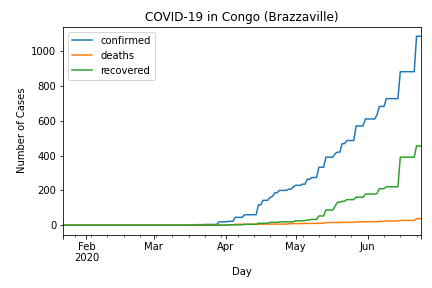 COVID-19 in Congo (Brazzaville)
confirmed
deaths
recovered
Number of Cases
1000
800
600
400
200
0
Feb
2020
Mar
Apr
May
Jun
Day